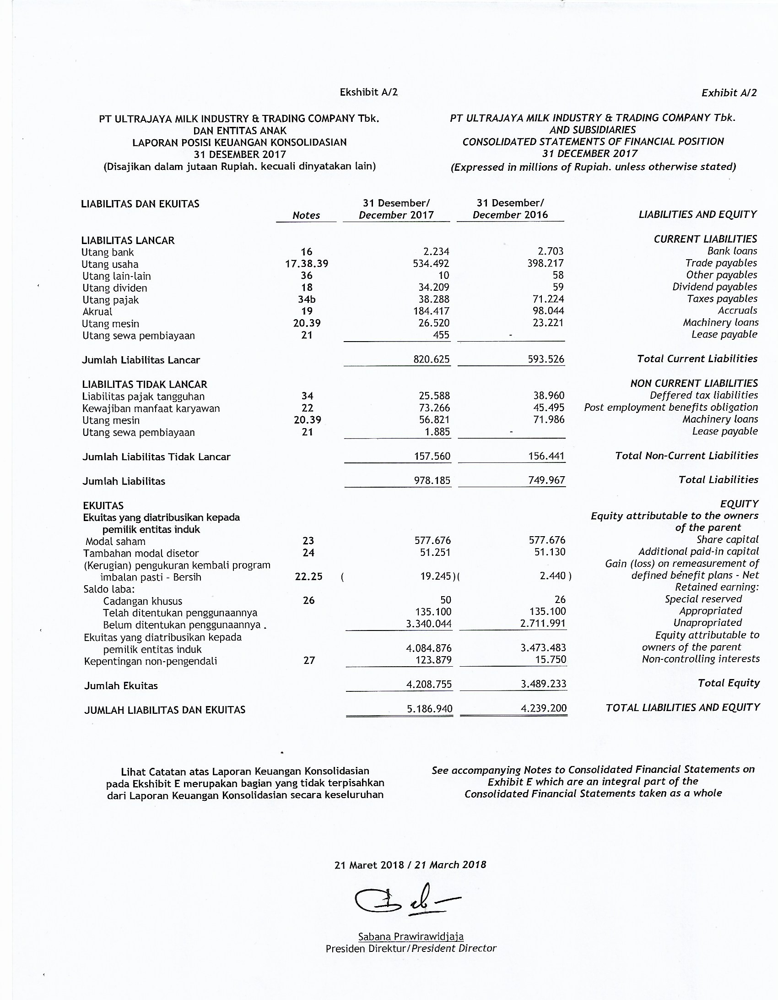 Ekshibit A/2 Exhibit A/2
PT ULTRAJAYA MILK INDUSTRY & TRADING COMPANY Tbk. PT ULTRAJAYA MILK INDUSTRY & TRADING COMPANY Tbk.
DAN ENTITAS ANAK AND SUBSIDIARIES
LAPORAN POSISI KEUANGAN KONSOLIDASIAN CONSOLIDATED STATEMENTS OF FINANCIAL POSITION
31 DESEMBER 2017 31 DECEMBER 2017
(Disajikan dalam jutaan Rupiah. kecuali dinyatakan lain) (Expressed in millions of Rupiah. unless otherwise stated)
LIABILITAS DAN EKUITAS 31 Desember/ 31 Desember/
Notes December 2017 December 2016 LIABILITIES AND EQUITY
LIABILITAS LANCAR CURRENT LIABILITIES
Utang bank 16 2.234 2.703 Bank loans
Utang usaha 17.38.39 534.492 398.217 Trade payables
Utang lain-lain 36 10 58 Other payables
Utang dividen 18 34.209 59 Dividend payables
Utang pajak 34b 38.288 71.224 Taxes payables
Akrual 19 184.417 98.044 Accruals
Utang mesin 20.39 26.520 23.221 Machinery loans
Utang sewa pembiayaan 21 455 - Lease payable
Jumlah Liabilitas Lancar 820.625 593.526 Total Current Liabilities
LIABILITAS TIDAK LANCAR NON CURRENT LIABILITIES
Liabilitas pajak tangguhan 34 25.588 38.960 Deffered tax liabilities
Kewajiban manfaat karyawan 22 73.266 45.495 Post employment benefits obligation
Utang mesin 20.39 56.821 71.986 Machinery loans
Utang sewa pembiayaan 21 1.885 - Lease payable
Jumlah Liabilitas Tidak Lancar 157.560 156.441 Total Non-Current Liabilities
Jumlah Liabilitas 978.185 749.967 Total Liabilities
EKUITAS EQUITY
Ekuitas yang diatribusikan kepada Equity attributable to the owners
pemilik entitas induk of the parent
Modal saham 23 577.676 577.676 Share capital
Tambahan modal disetor 24 51.251 51.130 Additional paid-in capital
(Kerugian) pengukuran kembali program Gain (loss) on remeasurement of
imbalan pasti - Bersih 22.25 ( 19.245)( 2.440 ) defined benefit plans - Net
Saldo laba: Retained earning:
Cadangan khusus 26 50 26 Special reserved
Telah ditentukan penggunaannya 135.100 135.100 Appropriated
Belum ditentukan penggunaannya . 3.340.044 2.711.991 Unapropriated
Ekuitas yang diatribusikan kepada Equity attributable to
pemilik entitas induk 4.084.876 3.473.483 owners of the parent
Kepentingan non-pengendali 27 123.879 15.750 Non-controlling interests
Jumlah Ekuitas 4.208.755 3.489.233 Total Equity
JUMLAH LIABILITAS DAN EKUITAS 5.186.940 4.239.200 TOTAL LIABILITIES AND EQUITY
Lihat Catatan atas Laporan Keuangan Konsolidasian See accompanying Notes to Consolidated Financial Statements on
pada Ekshibit E merupakan bagian yang tidak terpisahkan Exhibit E which are an integral part of the
dari Laporan Keuangan Konsolidasian secara keseluruhan Consolidated Financial Statements taken as a whole
21 Maret 2018 / 21 March 2018
Sabana Prawirawidjaja
Presiden Direktur/President Director